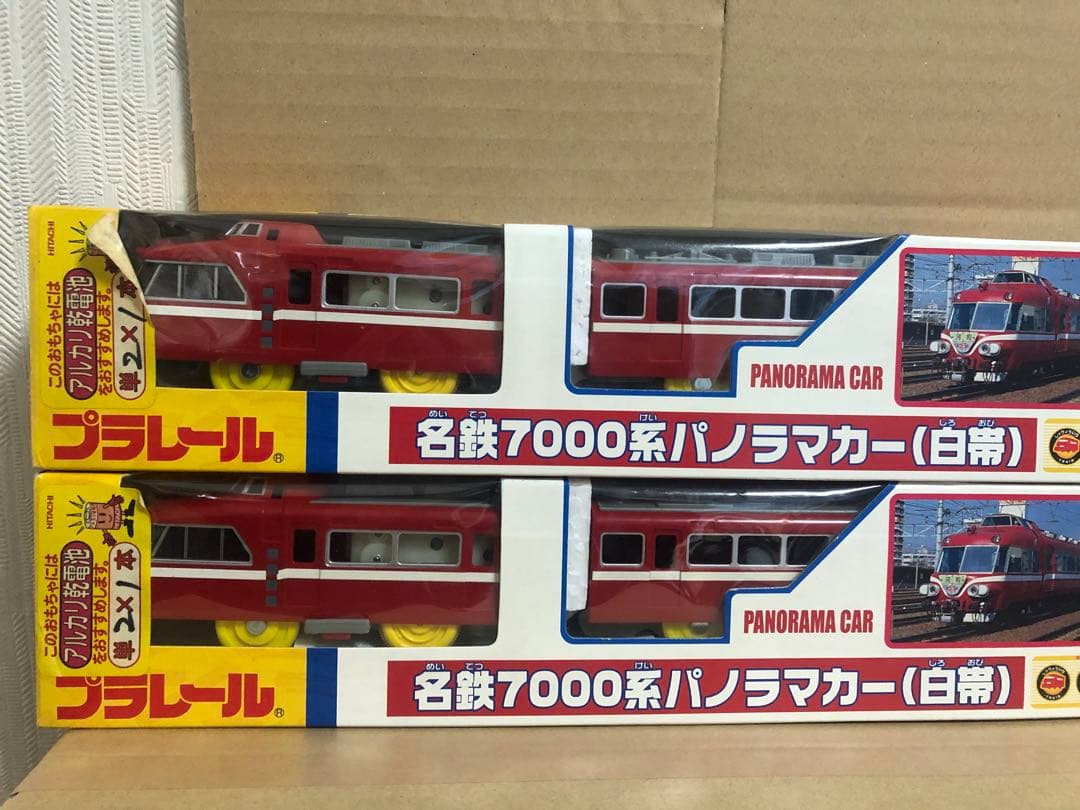 HITACHI
このおもちゃには
アルカリ乾電池
をおすすめします。
単2×1本
プラレール®
PANORAMA CAR
めい てつ けい しろ おび
名鉄7000系パノラマカー(白帯)
HITACHI
このおもちゃには
アルカリ乾電池
をおすすめします。
単2×1本
プラレール®
PANORAMA CAR
めい てつ けい しろ おび
名鉄7000系パノラマカー(白帯)